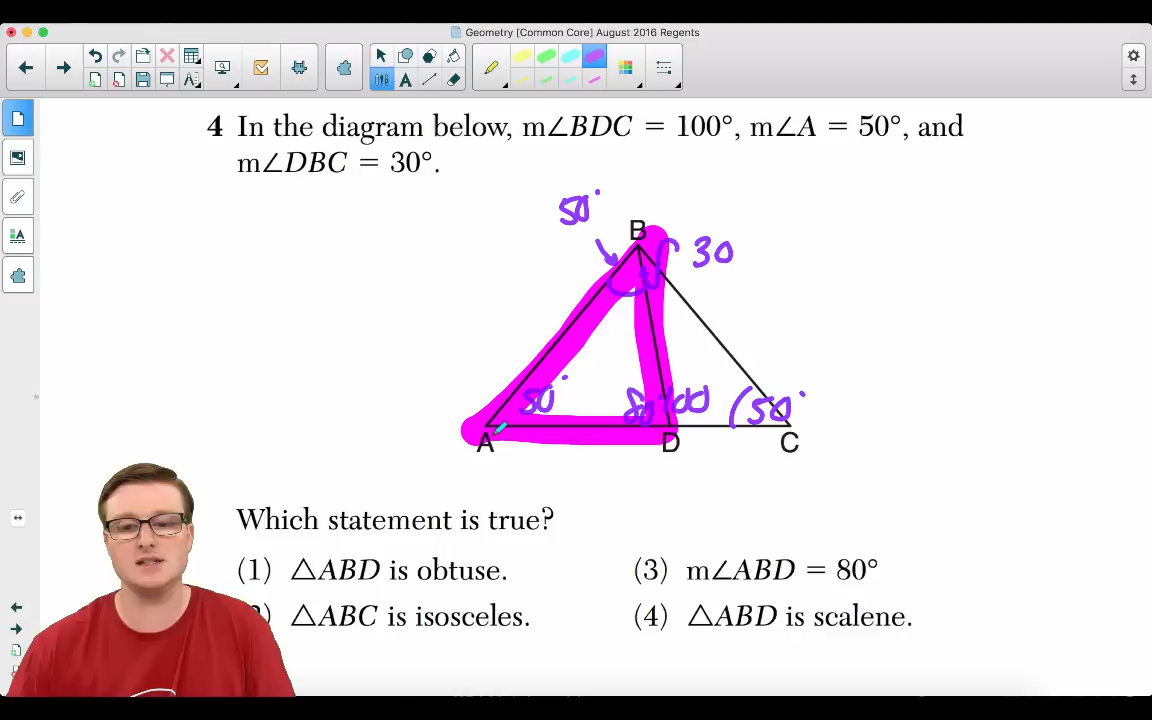 Geometry [Common Core] August 2016 Regents
4 In the diagram below, m∠BDC = 100°, m∠A = 50°, and
m∠DBC = 30°.
50°
B
30
50°
80°
100
50°
A
D
C
Which statement is true?
(1) △ABD is obtuse.
(3) m∠ABD = 80°
) △ABC is isosceles.
(4) △ABD is scalene.